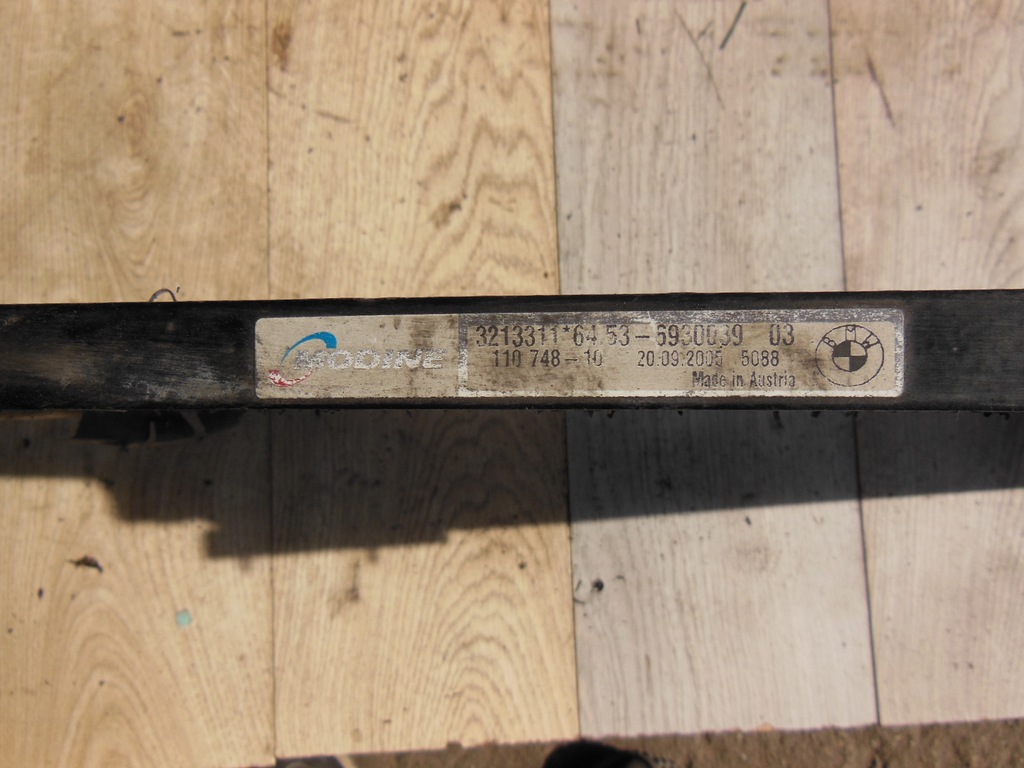 MODINE
3213311*64.53-6930039 03
110 748-10 20.09.2005 5088
Made in Austria
BMW